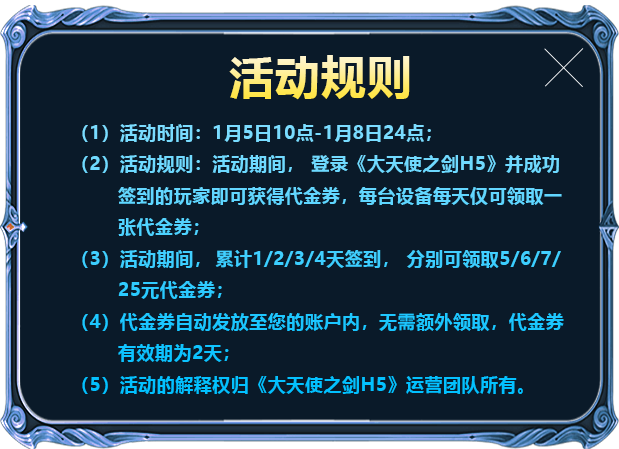 活动规则
（1）活动时间：1月5日10点-1月8日24点；
（2）活动规则：活动期间， 登录《大天使之剑H5》并成功
签到的玩家即可获得代金券，每台设备每天仅可领取一
张代金券；
（3）活动期间，累计1/2/3/4天签到， 分别可领取5/6/7/
25元代金券；
（4）代金券自动发放至您的账户内，无需额外领取，代金券
有效期为2天；
（5）活动的解释权归《大天使之剑H5》运营团队所有。